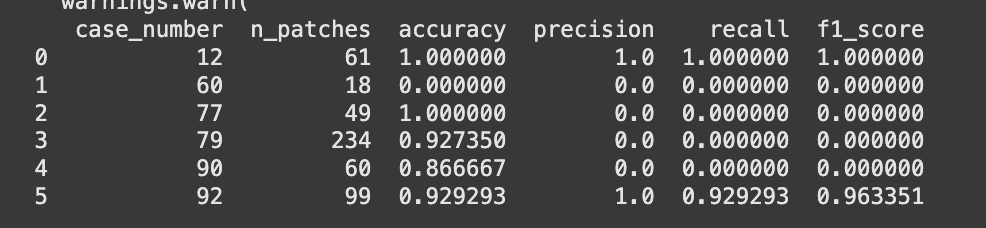 warnings.warn(
case_number n_patches accuracy precision recall f1_score
0 12 61 1.000000 1.0 1.000000 1.000000
1 60 18 0.000000 0.0 0.000000 0.000000
2 77 49 1.000000 0.0 0.000000 0.000000
3 79 234 0.927350 0.0 0.000000 0.000000
4 90 60 0.866667 0.0 0.000000 0.000000
5 92 99 0.929293 1.0 0.929293 0.963351